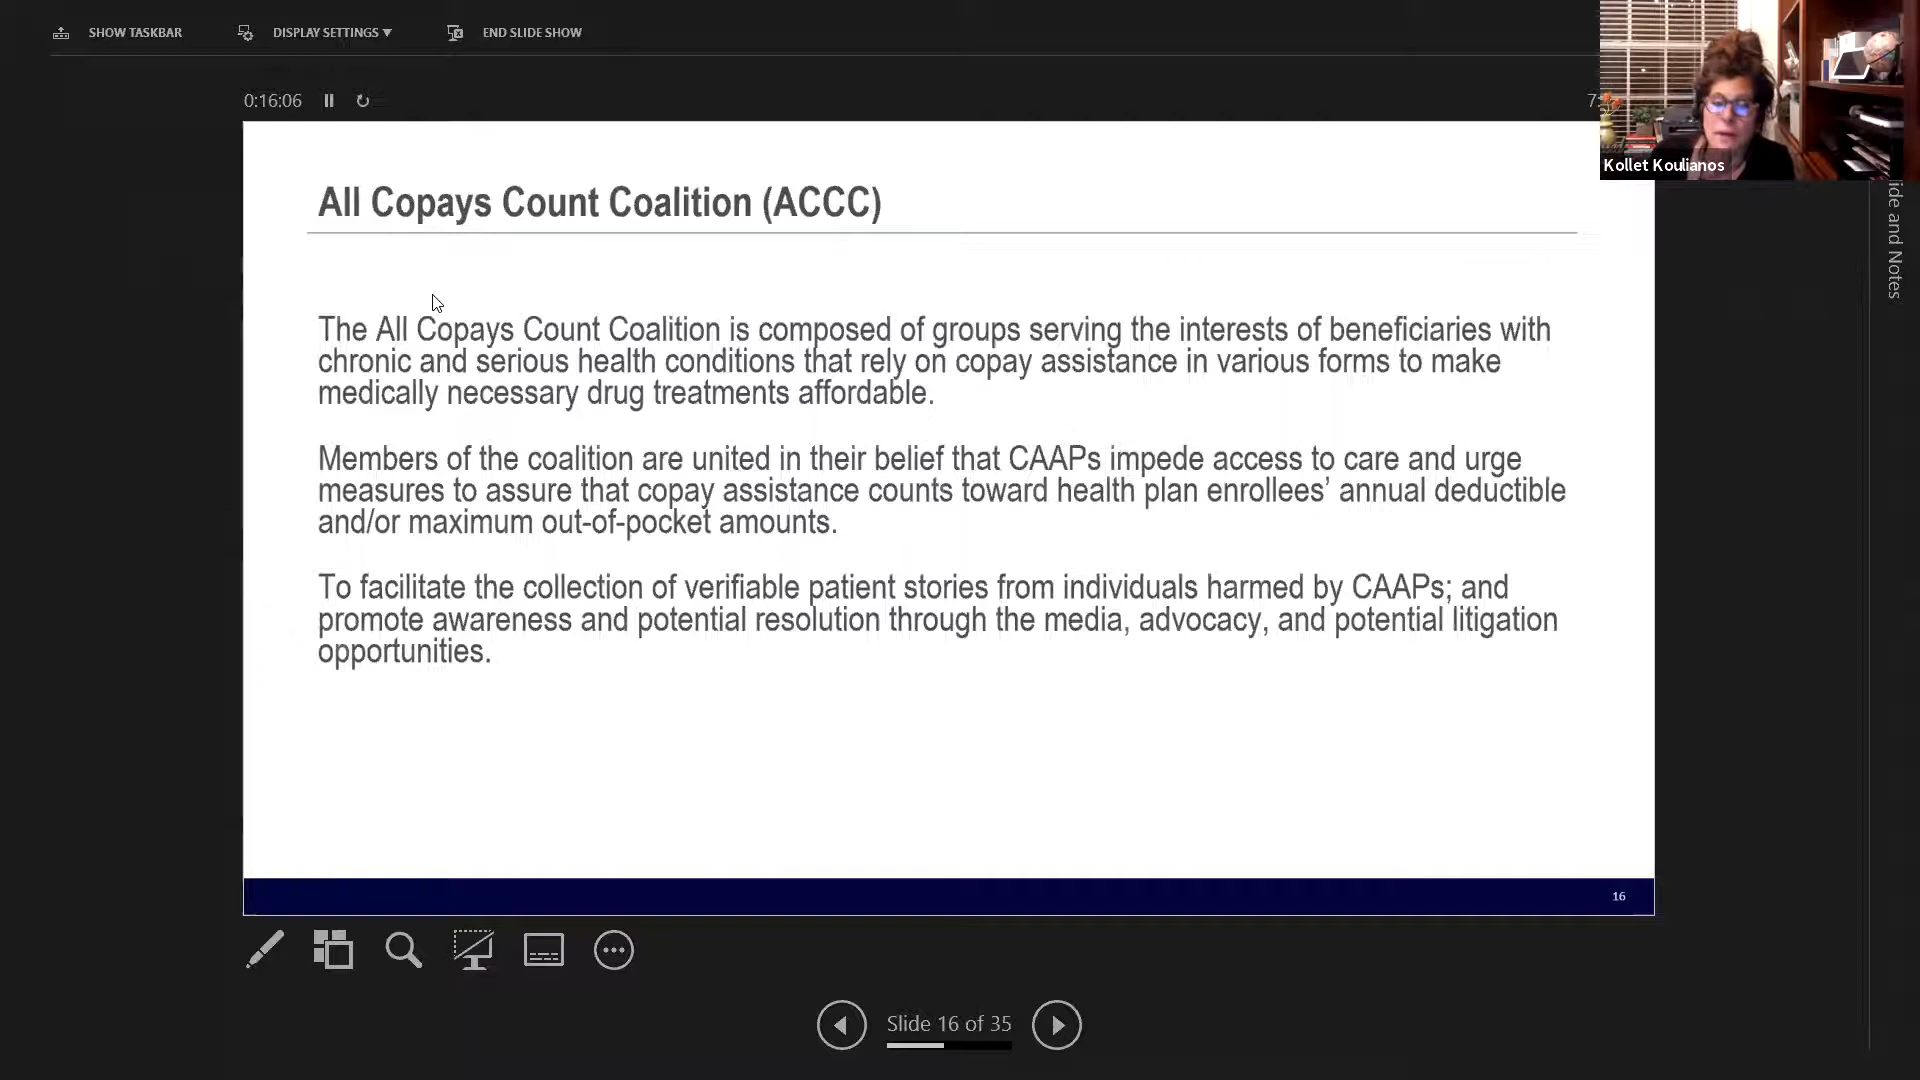 SHOW TASKBAR
DISPLAY SETTINGS
END SLIDE SHOW
0:16:06
Kollet Koulianos
All Copays Count Coalition (ACCC)
The All Copays Count Coalition is composed of groups serving the interests of beneficiaries with
chronic and serious health conditions that rely on copay assistance in various forms to make
medically necessary drug treatments affordable.
Members of the coalition are united in their belief that CAAPs impede access to care and urge
measures to assure that copay assistance counts toward health plan enrollees’ annual deductible
and/or maximum out-of-pocket amounts.
To facilitate the collection of verifiable patient stories from individuals harmed by CAAPs; and
promote awareness and potential resolution through the media, advocacy, and potential litigation
opportunities.
16
and Notes
Slide 16 of 35